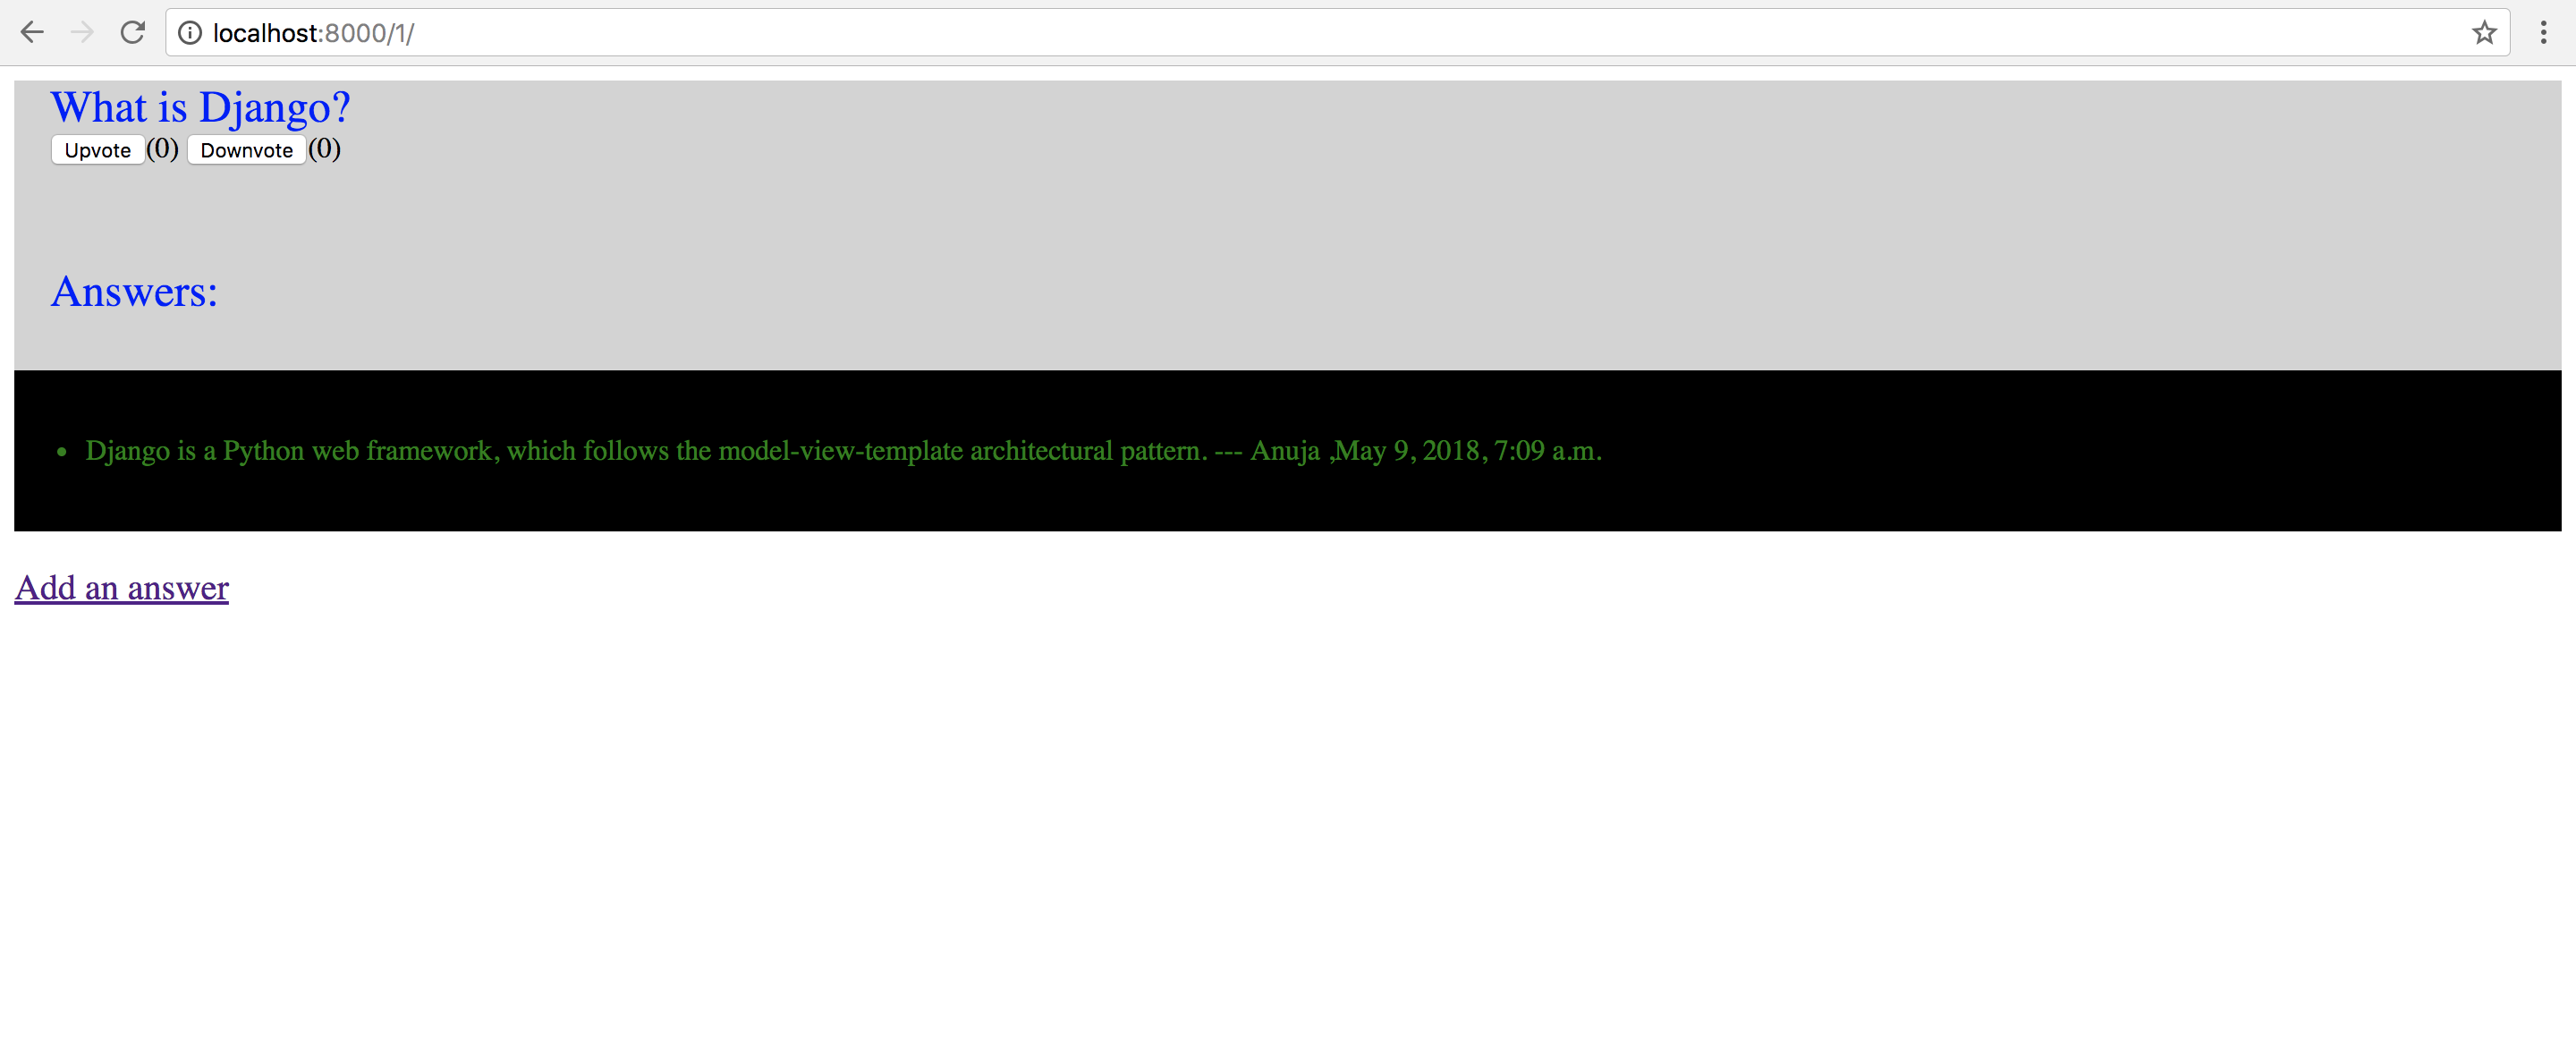 localhost:8000/1/
What is Django?
Upvote(0) Downvote(0)
Answers:
Django is a Python web framework, which follows the model-view-template architectural pattern. --- Anuja ,May 9, 2018, 7:09 a.m.
Add an answer